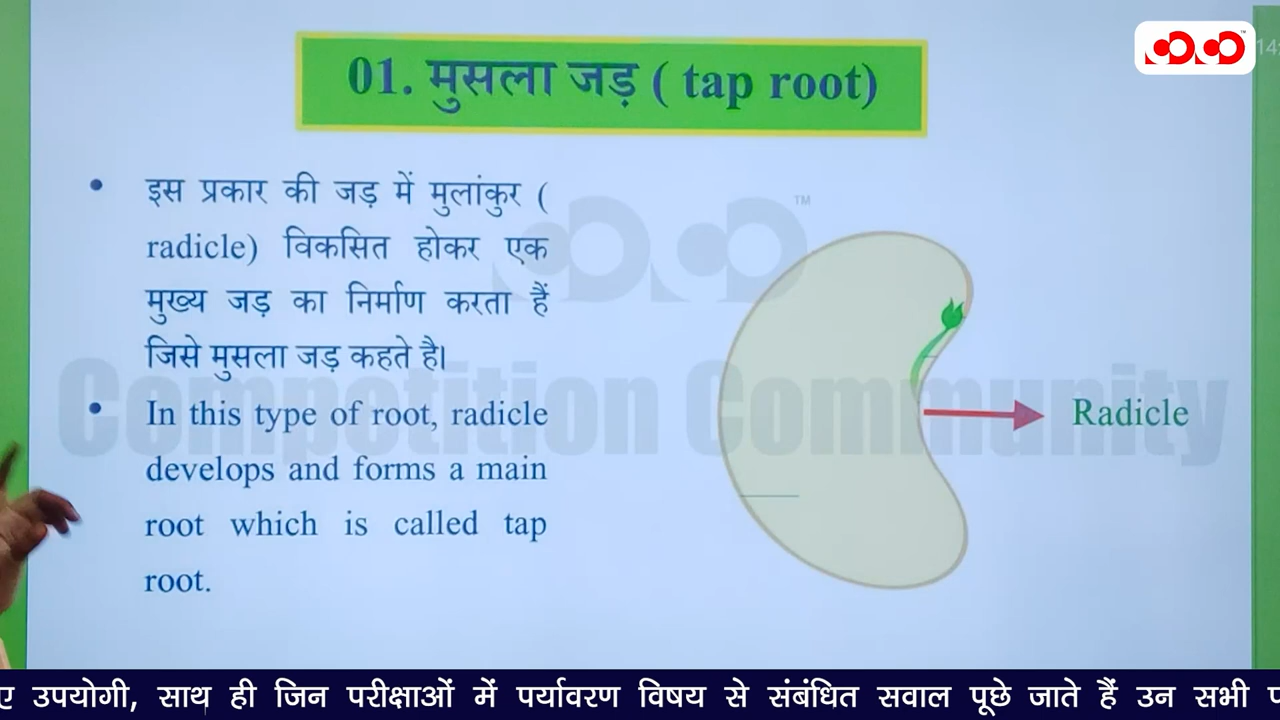 01. मुसला जड़ ( tap root)
TM
इस प्रकार की जड़ में मुलांकुर (
radicle) विकसित होकर एक
मुख्य जड़ का निर्माण करता हैं
जिसे मुसला जड़ कहते है।
In this type of root, radicle
develops and forms a main
root which is called tap
root.
Radicle
Competition Community
उपयोगी, साथ ही जिन परीक्षाओं में पर्यावरण विषय से संबंधित सवाल पूछे जाते हैं उन सभी